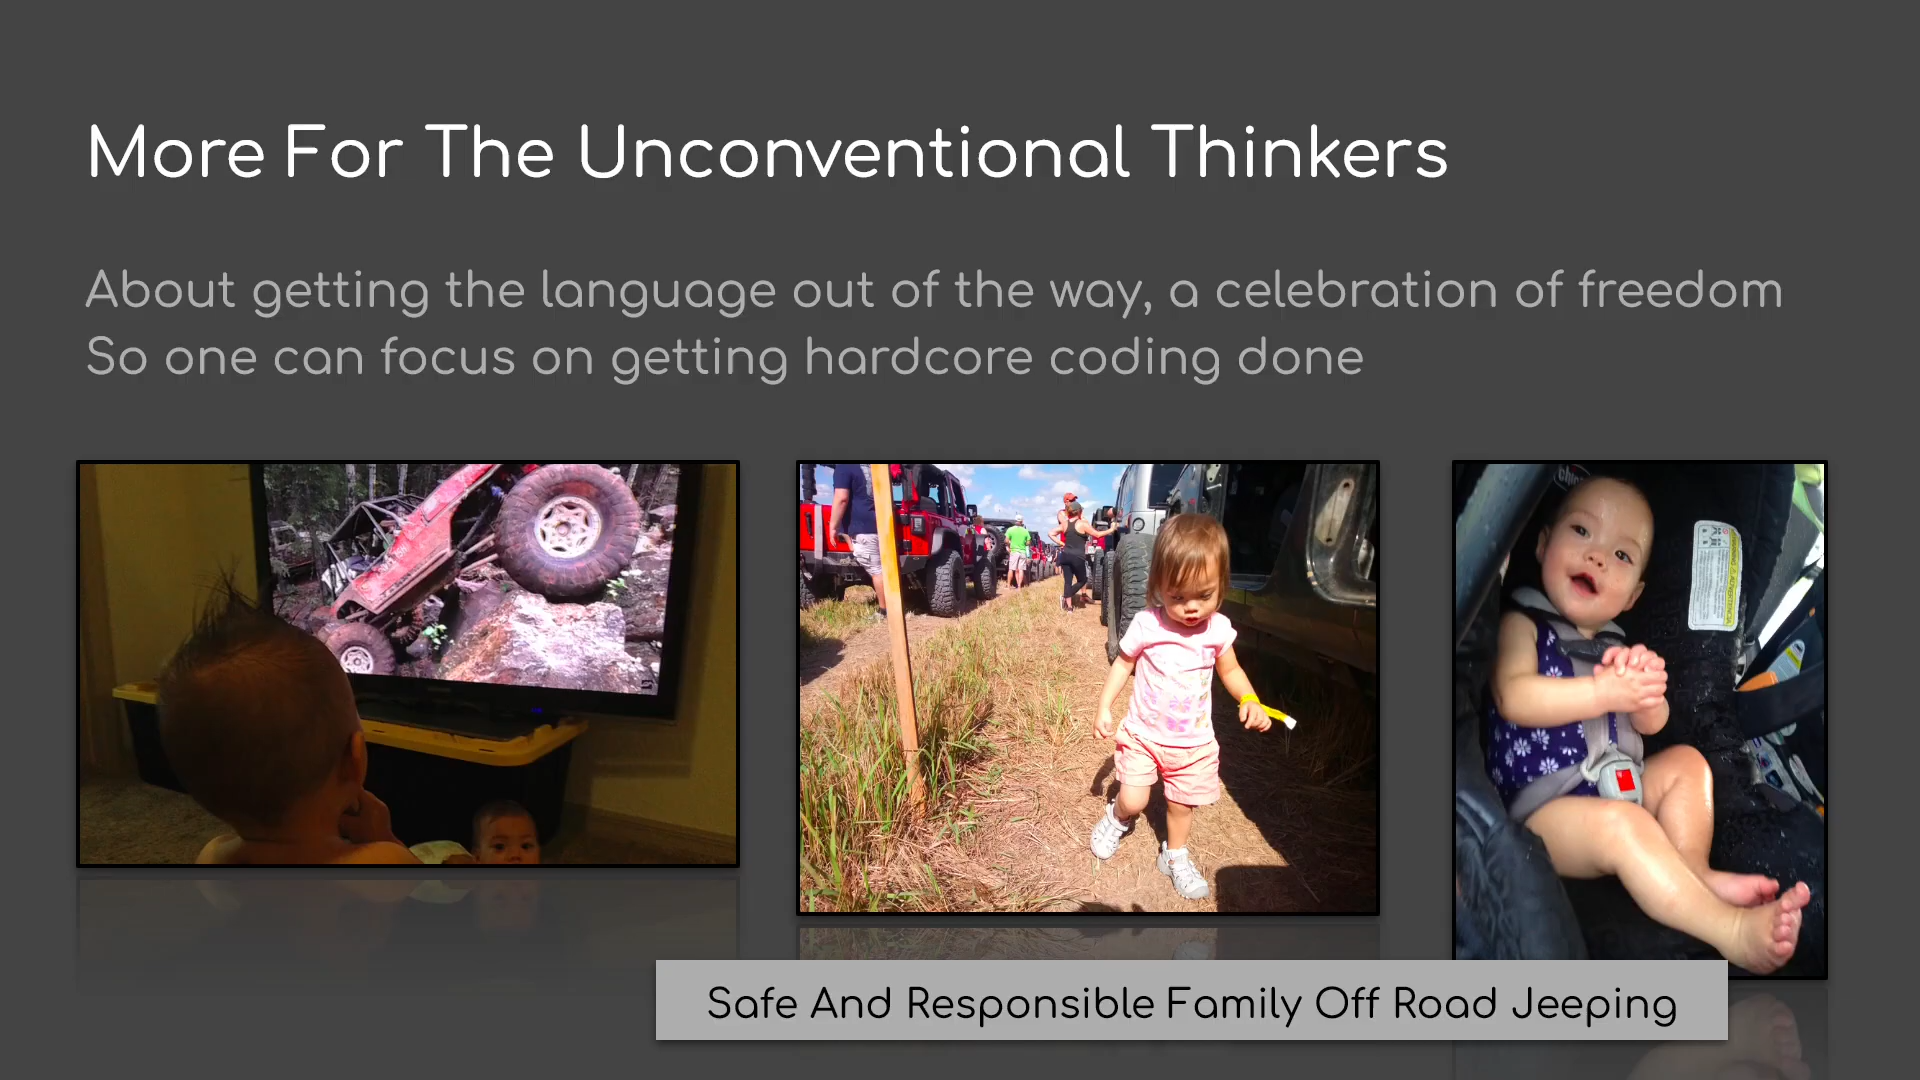 More For The Unconventional Thinkers
About getting the language out of the way, a celebration of freedom
So one can focus on getting hardcore coding done
Safe And Responsible Family Off Road Jeeping